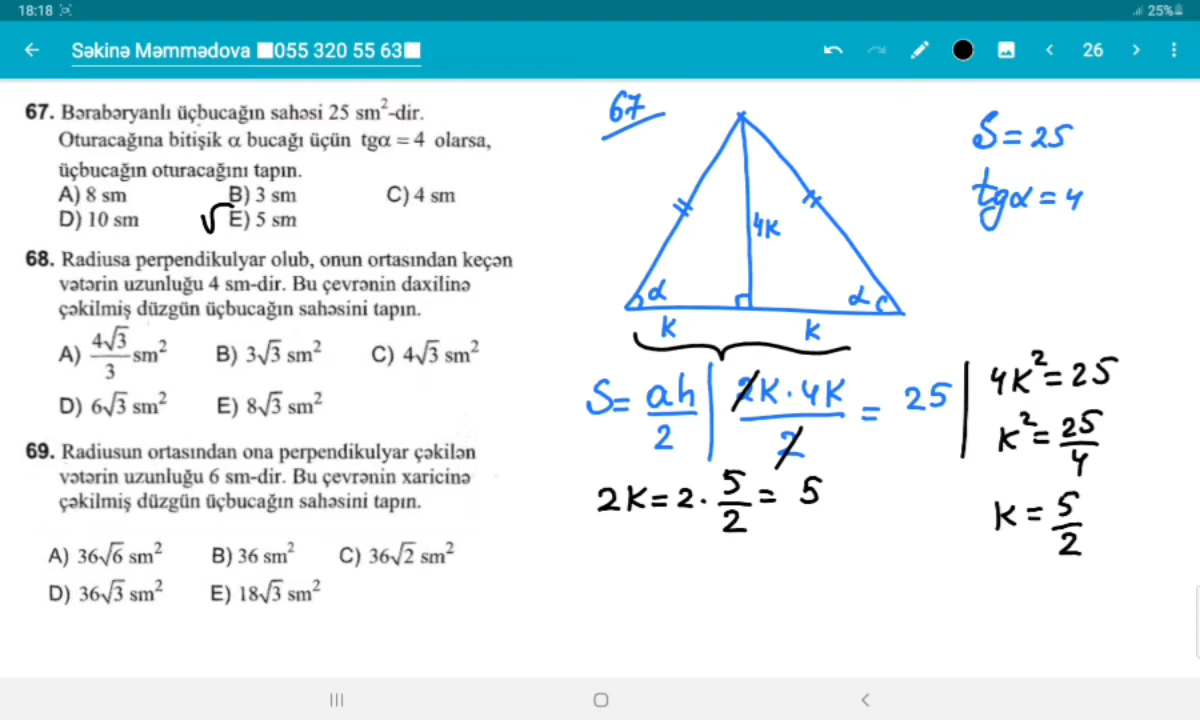 18:18
25%
Səkinə Məmmədova 055 320 55 63
26
67. Bərabəryanlı üçbucağın sahəsi 25 sm²-dir.
Oturacağına bitişik α bucağı üçün tgα = 4 olarsa,
üçbucağın oturacağını tapın.
A) 8 sm B) 3 sm C) 4 sm
D) 10 sm √ E) 5 sm
68. Radiusa perpendikulyar olub, onun ortasından keçən
vətərin uzunluğu 4 sm-dir. Bu çevrənin daxilinə
çəkilmiş düzgün üçbucağın sahəsini tapın.
A) 4√3/3 sm² B) 3√3 sm² C) 4√3 sm²
D) 6√3 sm² E) 8√3 sm²
69. Radiusun ortasından ona perpendikulyar çəkilən
vətərin uzunluğu 6 sm-dir. Bu çevrənin xaricinə
çəkilmiş düzgün üçbucağın sahəsini tapın.
A) 36√6 sm² B) 36 sm² C) 36√2 sm²
D) 36√3 sm² E) 18√3 sm²
67
S = 25
tgα = 4
4K
α α
K K
S = ah/2 | 2K · 4K/2 = 25 | 4K² = 25
K² = 25/4
2K = 2 · 5/2 = 5
K = 5/2